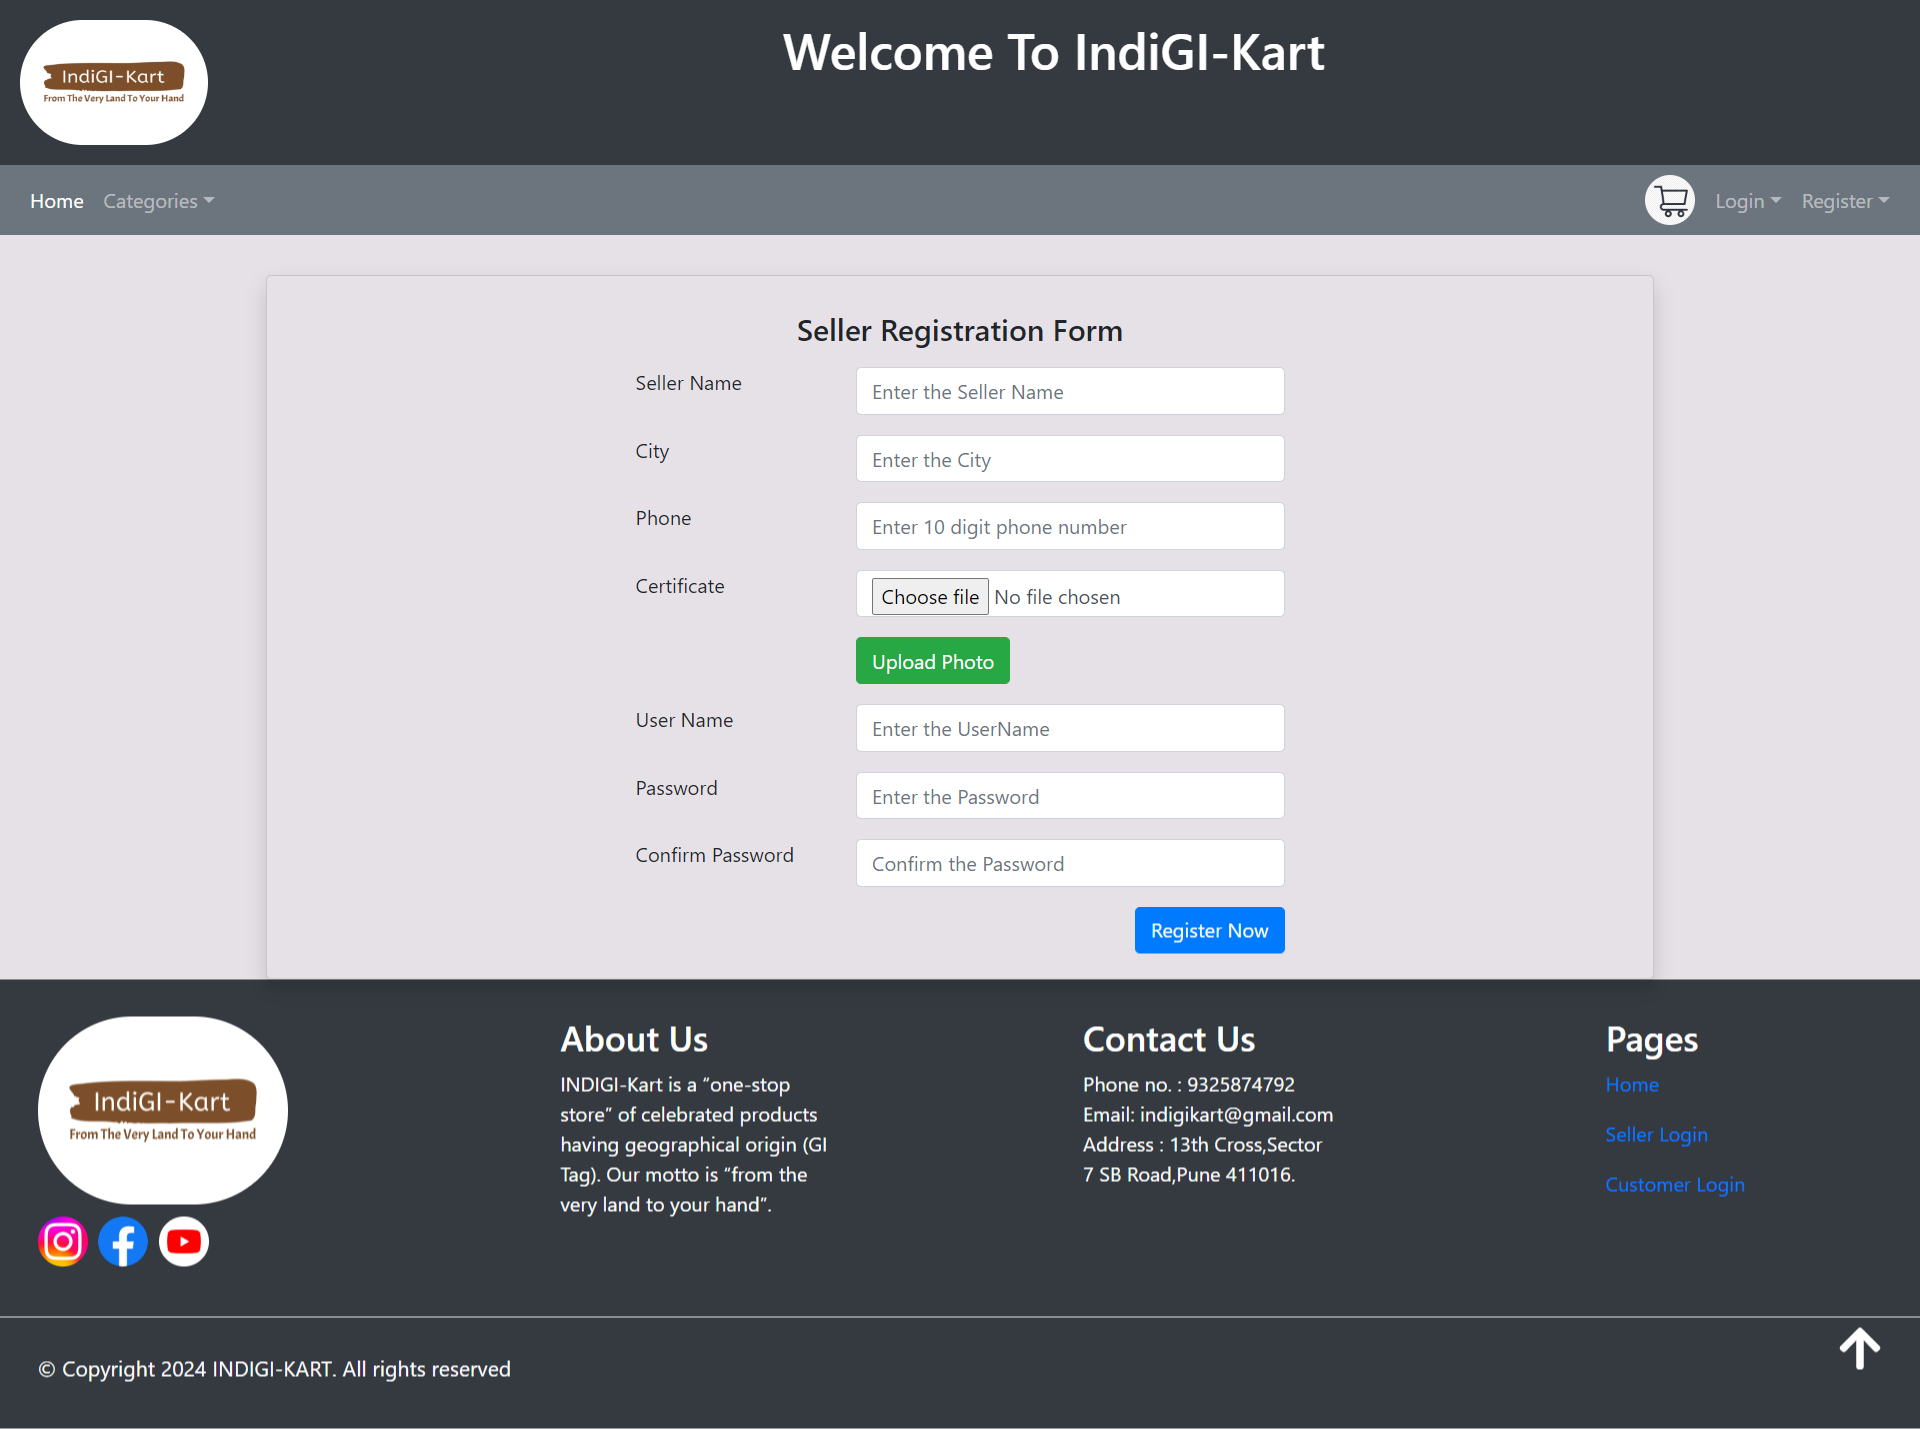 IndiGI-Kart
From The Very Land To Your Hand
Welcome To IndiGI-Kart
Home
Categories
Login
Register
Seller Registration Form
Seller Name
Enter the Seller Name
City
Enter the City
Phone
Enter 10 digit phone number
Certificate
Choose file No file chosen
Upload Photo
User Name
Enter the UserName
Password
Enter the Password
Confirm Password
Confirm the Password
Register Now
IndiGI-Kart
From The Very Land To Your Hand
About Us
INDIGI-Kart is a “one-stop
store” of celebrated products
having geographical origin (GI
Tag). Our motto is “from the
very land to your hand”.
Contact Us
Phone no. : 9325874792
Email: indigikart@gmail.com
Address : 13th Cross,Sector
7 SB Road,Pune 411016.
Pages
Home
Seller Login
Customer Login
© Copyright 2024 INDIGI-KART. All rights reserved